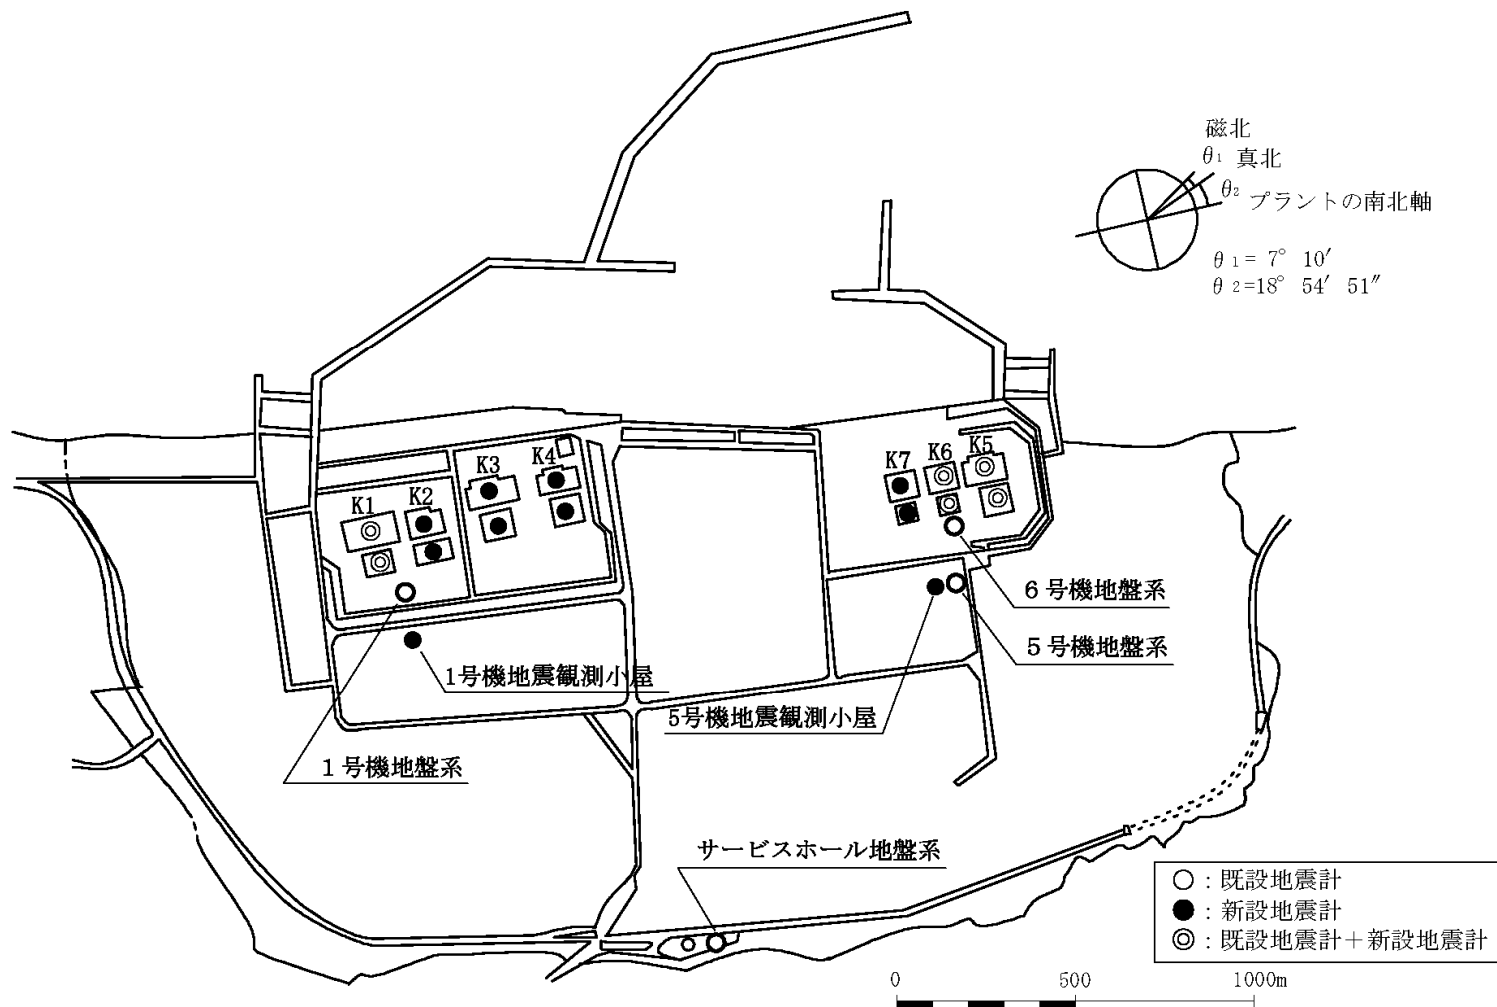 磁北
θ1 真北
θ2 プラントの南北軸
θ1= 7° 10′
θ2=18° 54′ 51″
K1
K2
K3
K4
K7
K6
K5
6号機地盤系
5号機地盤系
1号機地震観測小屋
5号機地震観測小屋
1号機地盤系
サービスホール地盤系
○:既設地震計
●:新設地震計
◎:既設地震計+新設地震計
0 500 1000m